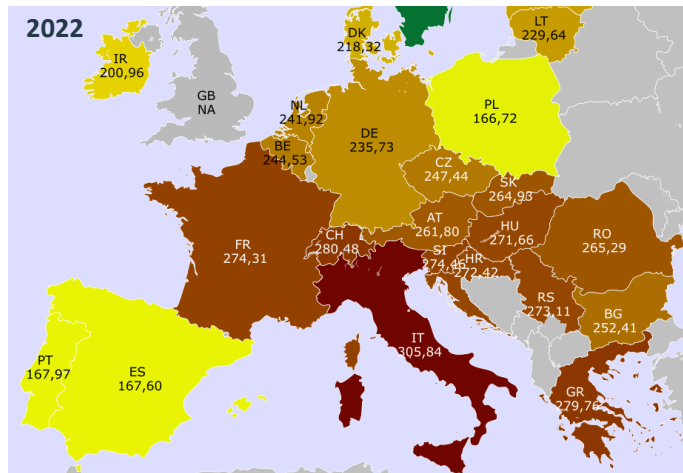 2022
DK
218,32
LT
229,64
IR
200,96
GB
NA
NL
241,92
PL
166,72
DE
235,73
BE
244,53
CZ
247,44
SK
264,93
AT
261,80
HU
271,66
CH
280,48
FR
274,31
SI
274,46
HR
272,42
RO
265,29
RS
273,11
BG
252,41
IT
305,84
PT
167,97
ES
167,60
GR
279,76